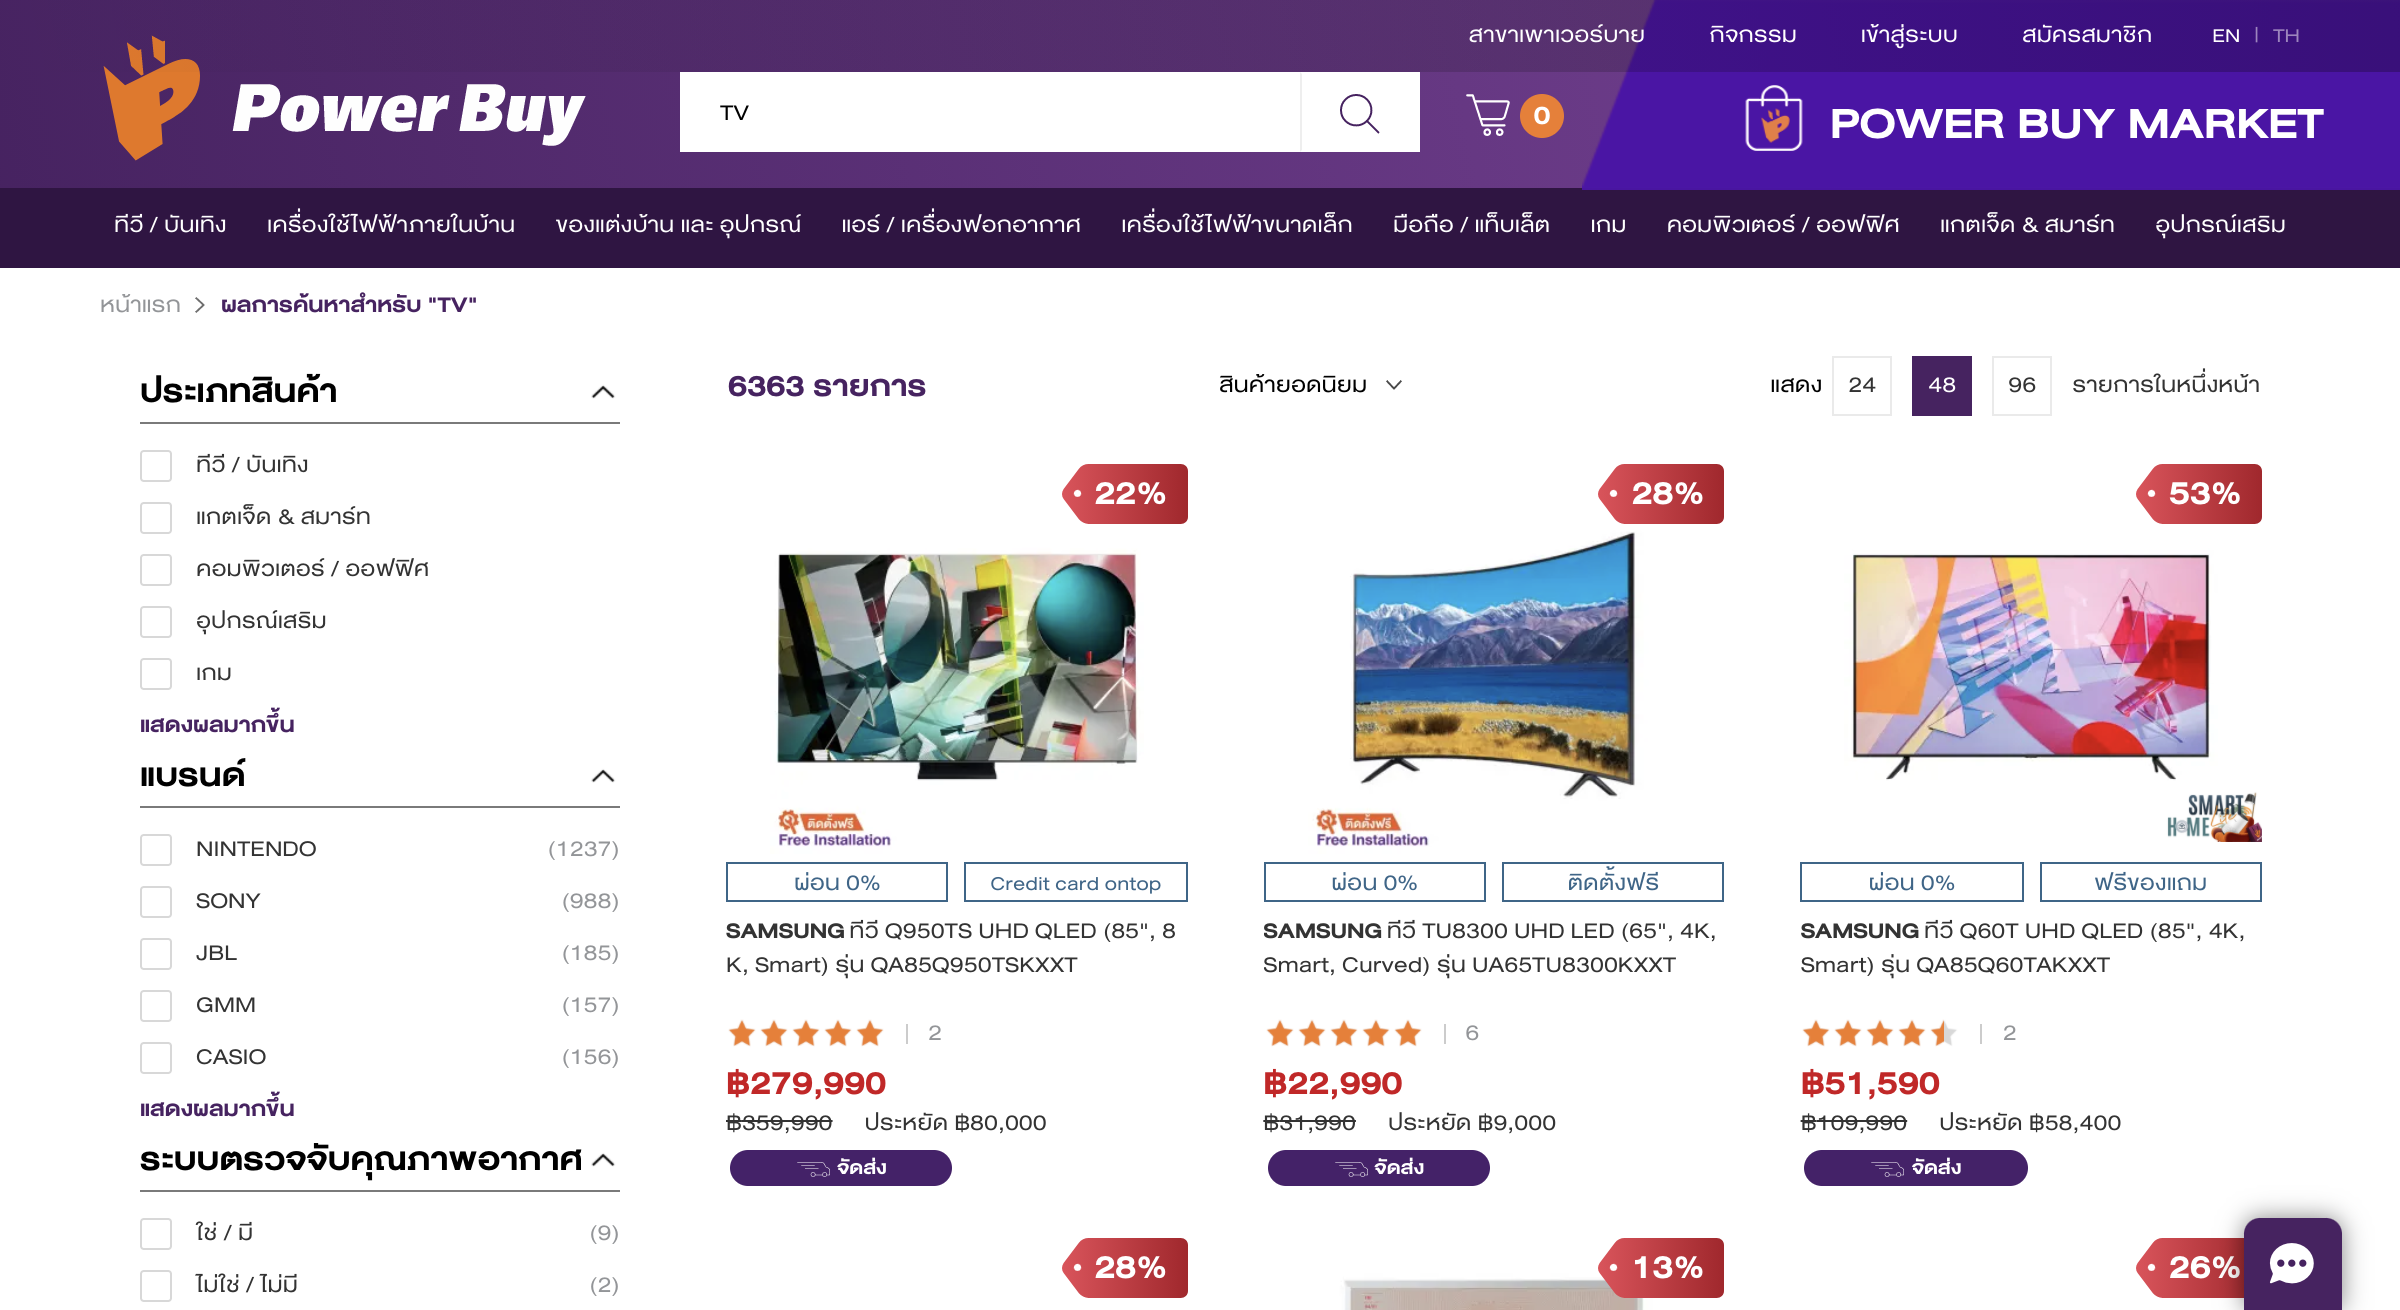 สาขาเพาเวอร์บาย กิจกรรม เข้าสู่ระบบ สมัครสมาชิก EN | TH
Power Buy
TV
0
POWER BUY MARKET
ทีวี / บันเทิง เครื่องใช้ไฟฟ้าภายในบ้าน ของแต่งบ้าน และ อุปกรณ์ แอร์ / เครื่องฟอกอากาศ เครื่องใช้ไฟฟ้าขนาดเล็ก มือถือ / แท็บเล็ต เกม คอมพิวเตอร์ / ออฟฟิศ แกตเจ็ด & สมาร์ท อุปกรณ์เสริม
หน้าแรก > ผลการค้นหาสำหรับ "TV"
ประเภทสินค้า
ทีวี / บันเทิง
แกตเจ็ด & สมาร์ท
คอมพิวเตอร์ / ออฟฟิศ
อุปกรณ์เสริม
เกม
แสดงผลมากขึ้น
แบรนด์
NINTENDO (1237)
SONY (988)
JBL (185)
GMM (157)
CASIO (156)
แสดงผลมากขึ้น
ระบบตรวจจับคุณภาพอากาศ
ใช่ / มี (9)
ไม่ใช่ / ไม่มี (2)
6363 รายการ
สินค้ายอดนิยม
แสดง 24 48 96 รายการในหนึ่งหน้า
22%
ติดตั้งฟรี
Free Installation
ผ่อน 0% Credit card ontop
SAMSUNG ทีวี Q950TS UHD QLED (85", 8
K, Smart) รุ่น QA85Q950TSKXXT
2
฿279,990
฿359,990 ประหยัด ฿80,000
จัดส่ง
28%
ติดตั้งฟรี
Free Installation
ผ่อน 0% ติดตั้งฟรี
SAMSUNG ทีวี TU8300 UHD LED (65", 4K,
Smart, Curved) รุ่น UA65TU8300KXXT
6
฿22,990
฿31,990 ประหยัด ฿9,000
จัดส่ง
53%
SMART
HOME
ผ่อน 0% ฟรีของแถม
SAMSUNG ทีวี Q60T UHD QLED (85", 4K,
Smart) รุ่น QA85Q60TAKXXT
2
฿51,590
฿109,990 ประหยัด ฿58,400
จัดส่ง
28%
13%
26%